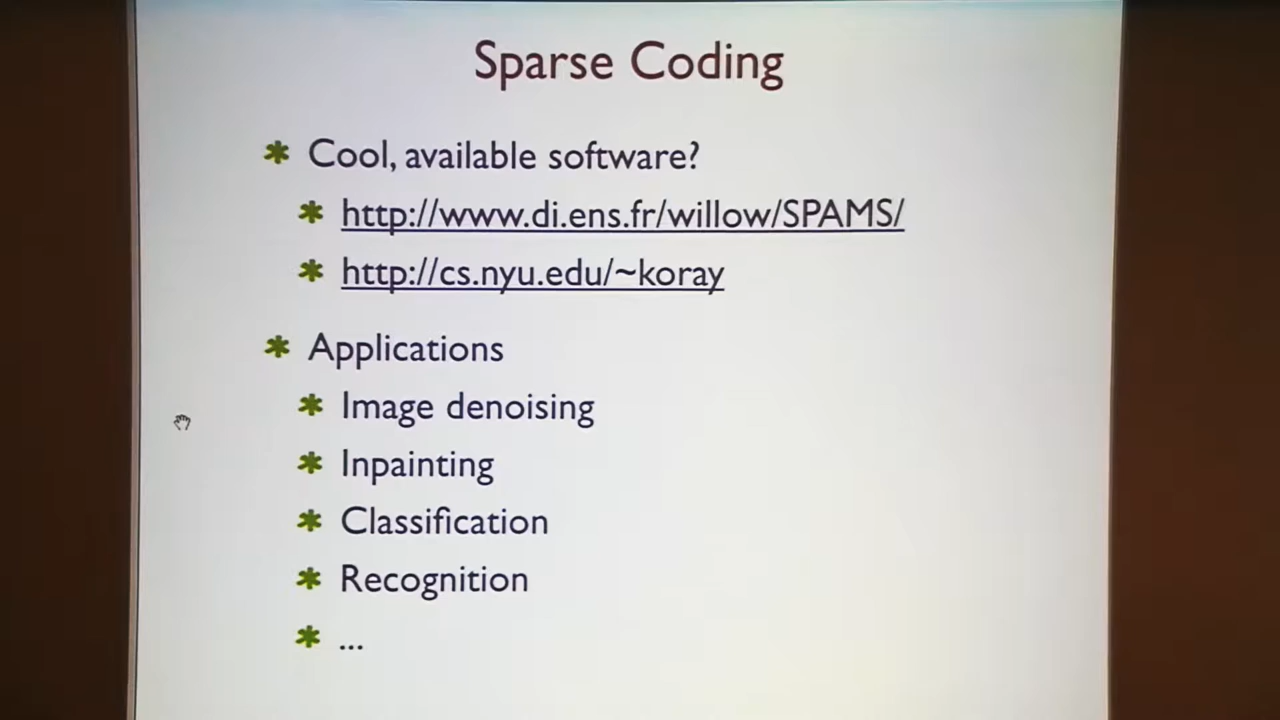 Sparse Coding
Cool, available software?
http://www.di.ens.fr/willow/SPAMS/
http://cs.nyu.edu/~koray
Applications
Image denoising
Inpainting
Classification
Recognition
...